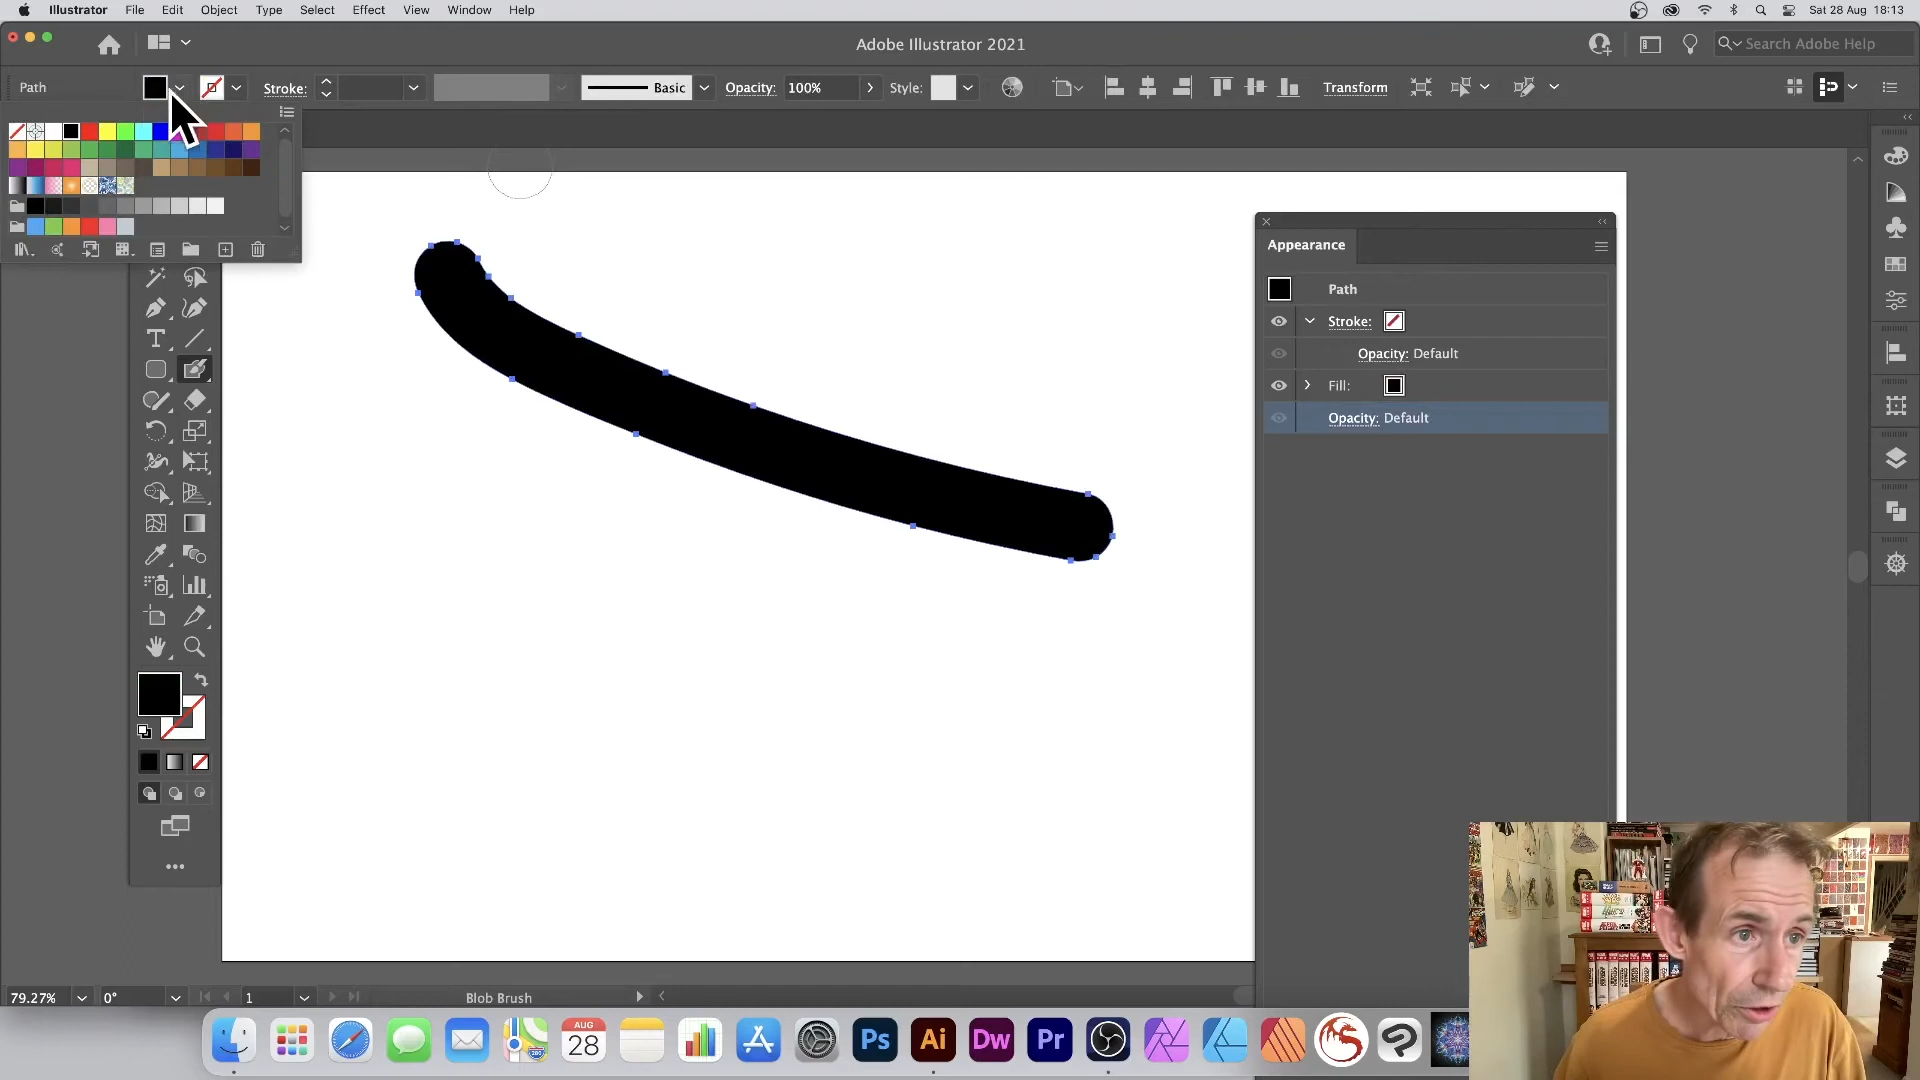 Illustrator File Edit Object Type Select Effect View Window Help
Sat 28 Aug 18:13
Adobe Illustrator 2021
Search Adobe Help
Path
Stroke:
Basic
Opacity: 100%
Style:
Transform
Appearance
Path
Stroke:
Opacity: Default
Fill:
Opacity: Default
79.27%
0°
1
Blob Brush
AUG
28
Ps
Ai
Dw
Pr